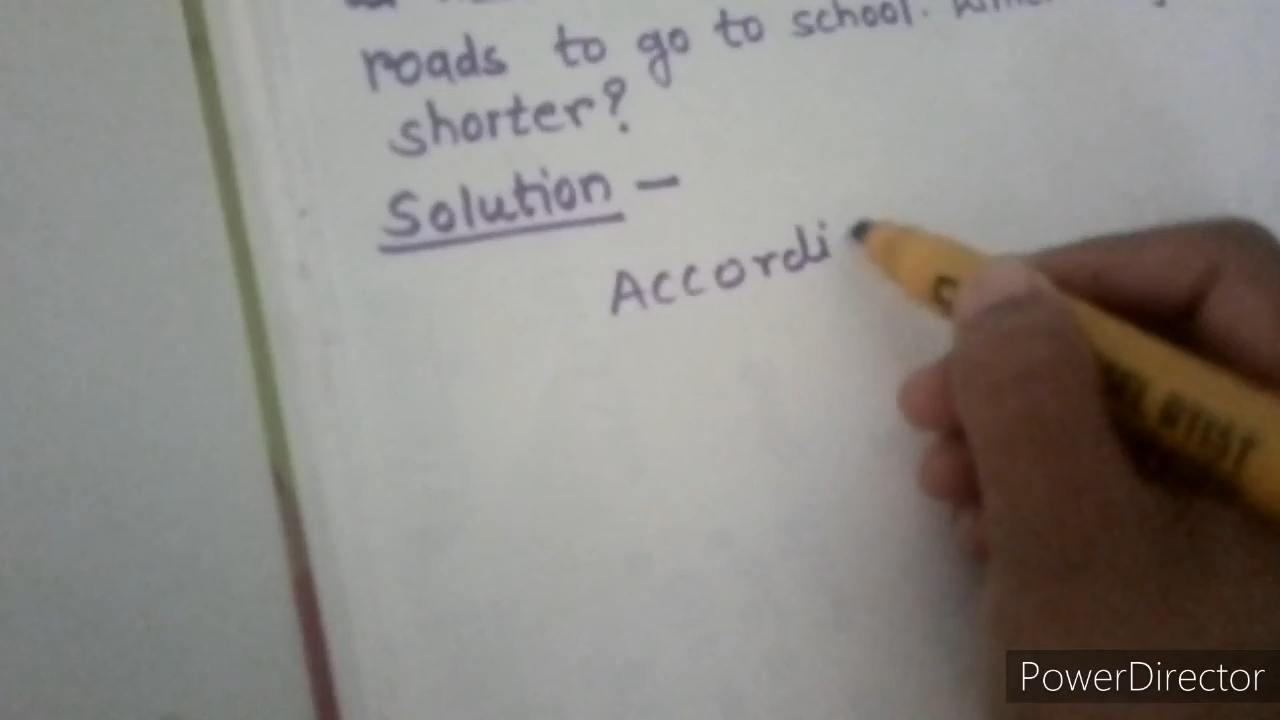 roads to go to school.
shorter?
Solution —
Accordi
PowerDirector